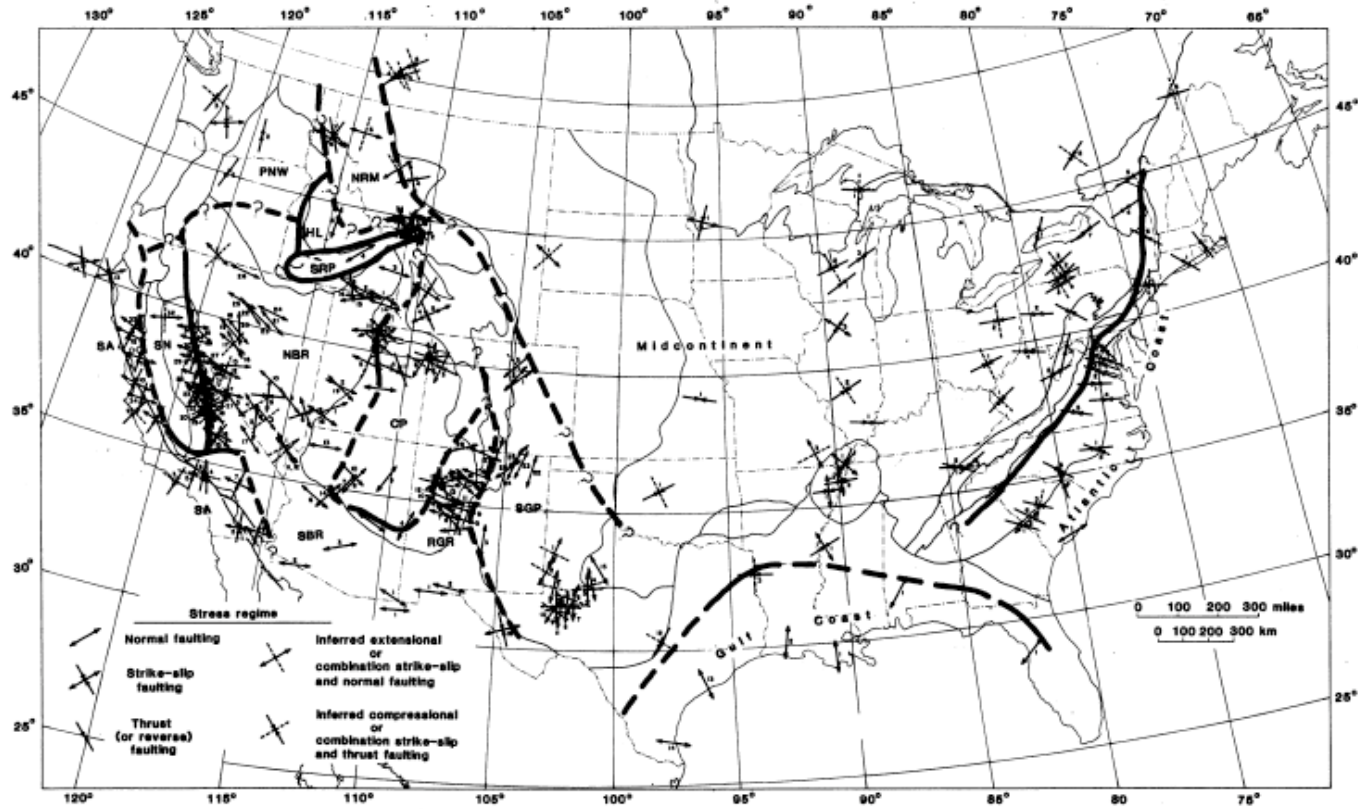 130° 125° 120° 115° 110° 105° 100° 95° 90° 85° 80° 75° 70° 65°
45° 45°
PNW NRM
HL
40° SRP 40°
SA SN NBR Midcontinent
35° CP Coast 35°
SGP Atlantic
SA
SBR RGR
30° 30°
Stress regime
Normal faulting
Strike-slip
faulting
Thrust
(or reverse)
faulting
Inferred extensional
or
combination strike-slip
and normal faulting
Inferred compressional
or
combination strike-slip
and thrust faulting
Gulf Coast
0 100 200 300 miles
0 100 200 300 km
25° 25°
120° 115° 110° 105° 100° 95° 90° 85° 80° 75°